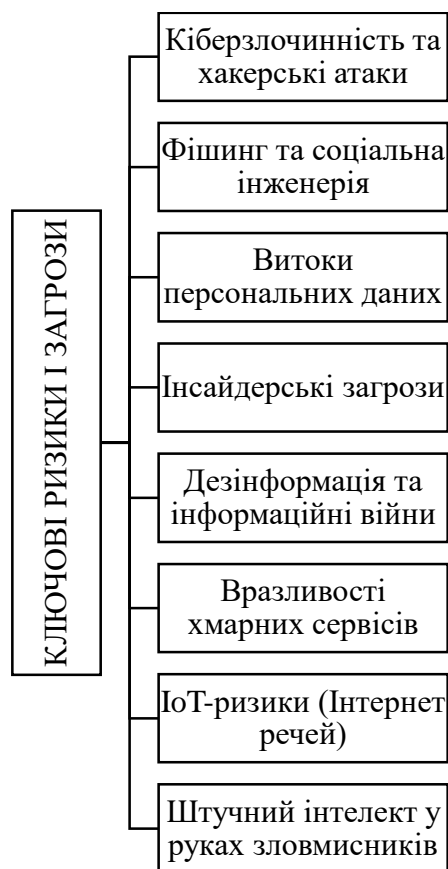 КЛЮЧОВІ РИЗИКИ І ЗАГРОЗИ
Кіберзлочинність та
хакерські атаки
Фішинг та соціальна
інженерія
Витоки
персональних даних
Інсайдерські загрози
Дезінформація та
інформаційні війни
Вразливості
хмарних сервісів
ІоТ-ризики (Інтернет
речей)
Штучний інтелект у
руках зловмисників